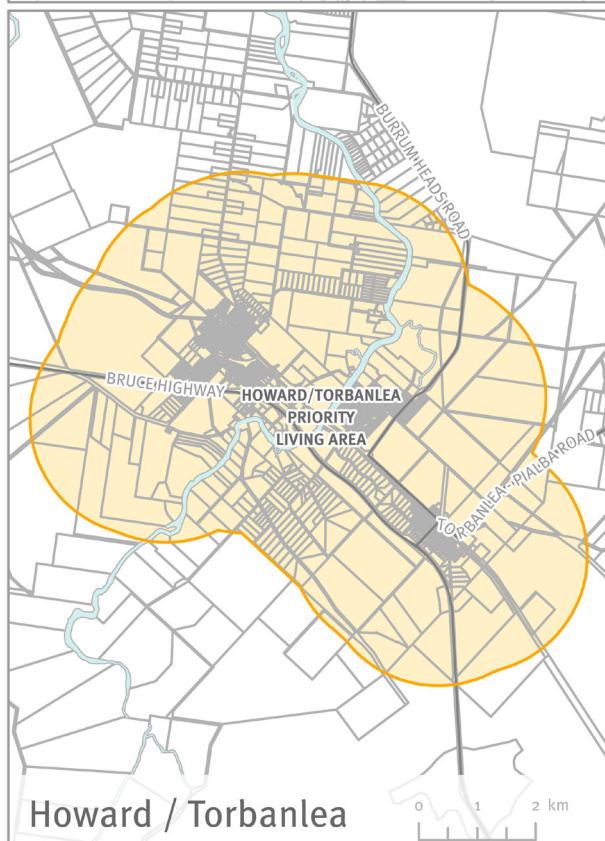 BURRUM HEADS ROAD
BRUCE HIGHWAY
HOWARD/TORBANLEA
PRIORITY
LIVING AREA
TORBANLEA - PIALBA ROAD
Howard / Torbanlea
0 1 2 km